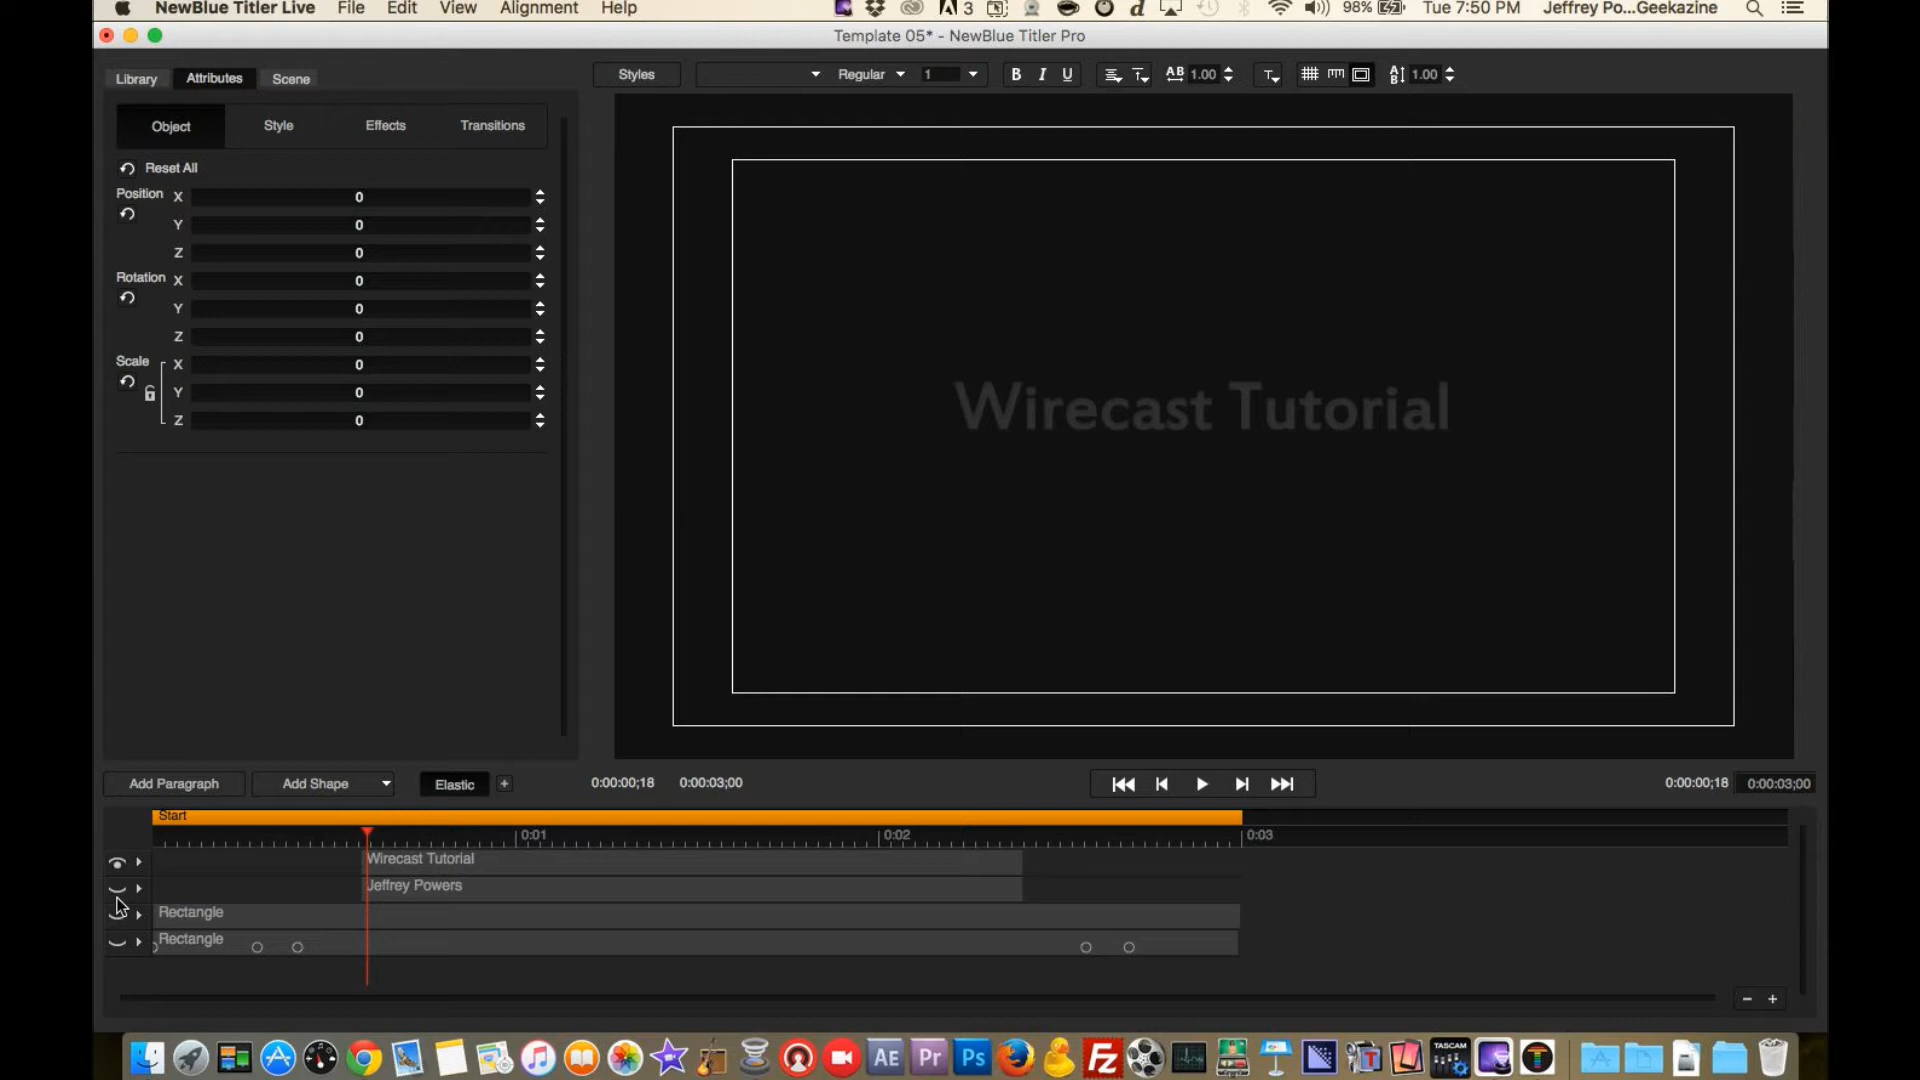 NewBlue Titler Live File Edit View Alignment Help 3 98% Tue 7:50 PM Jeffrey Po...Geekazine
Template 05* - NewBlue Titler Pro
Library Attributes Scene Styles Regular 1 B I U AB 1.00 T 1.00
Object Style Effects Transitions
Reset All
Position X 0
Y 0
Z 0
Rotation X 0
Y 0
Z 0
Scale X 0
Y 0
Z 0
Wirecast Tutorial
Add Paragraph Add Shape Elastic + 0:00:00;18 0:00:03;00 0:00:00;18 0:00:03;00
Start
0:01 0:02 0:03
Wirecast Tutorial
Jeffrey Powers
Rectangle
Rectangle
- +
AE Pr Ps FZ TASCAM T